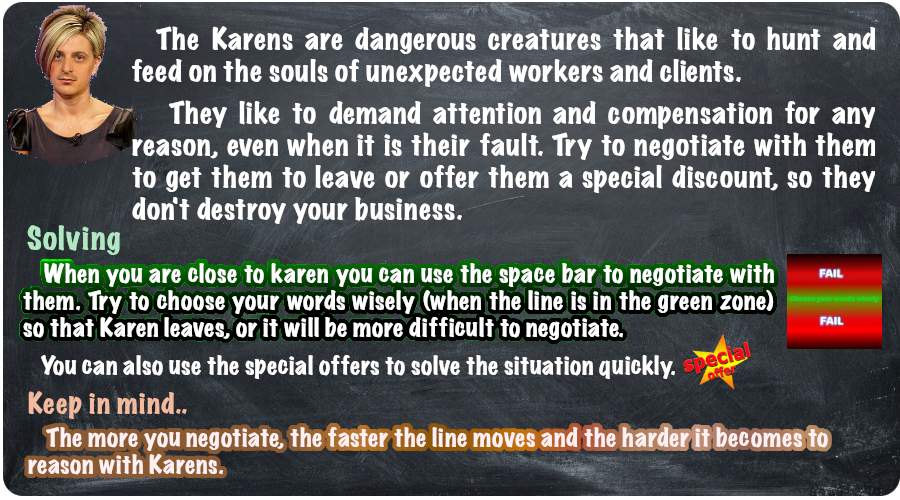 The Karens are dangerous creatures that like to hunt and
feed on the souls of unexpected workers and clients.
They like to demand attention and compensation for any
reason, even when it is their fault. Try to negotiate with them
to get them to leave or offer them a special discount, so they
don't destroy your business.
Solving
When you are close to karen you can use the space bar to negotiate with
them. Try to choose your words wisely (when the line is in the green zone)
so that Karen leaves, or it will be more difficult to negotiate.
FAIL
Choose your words wisely
FAIL
You can also use the special offers to solve the situation quickly.
special
offer
Keep in mind..
The more you negotiate, the faster the line moves and the harder it becomes to
reason with Karens.